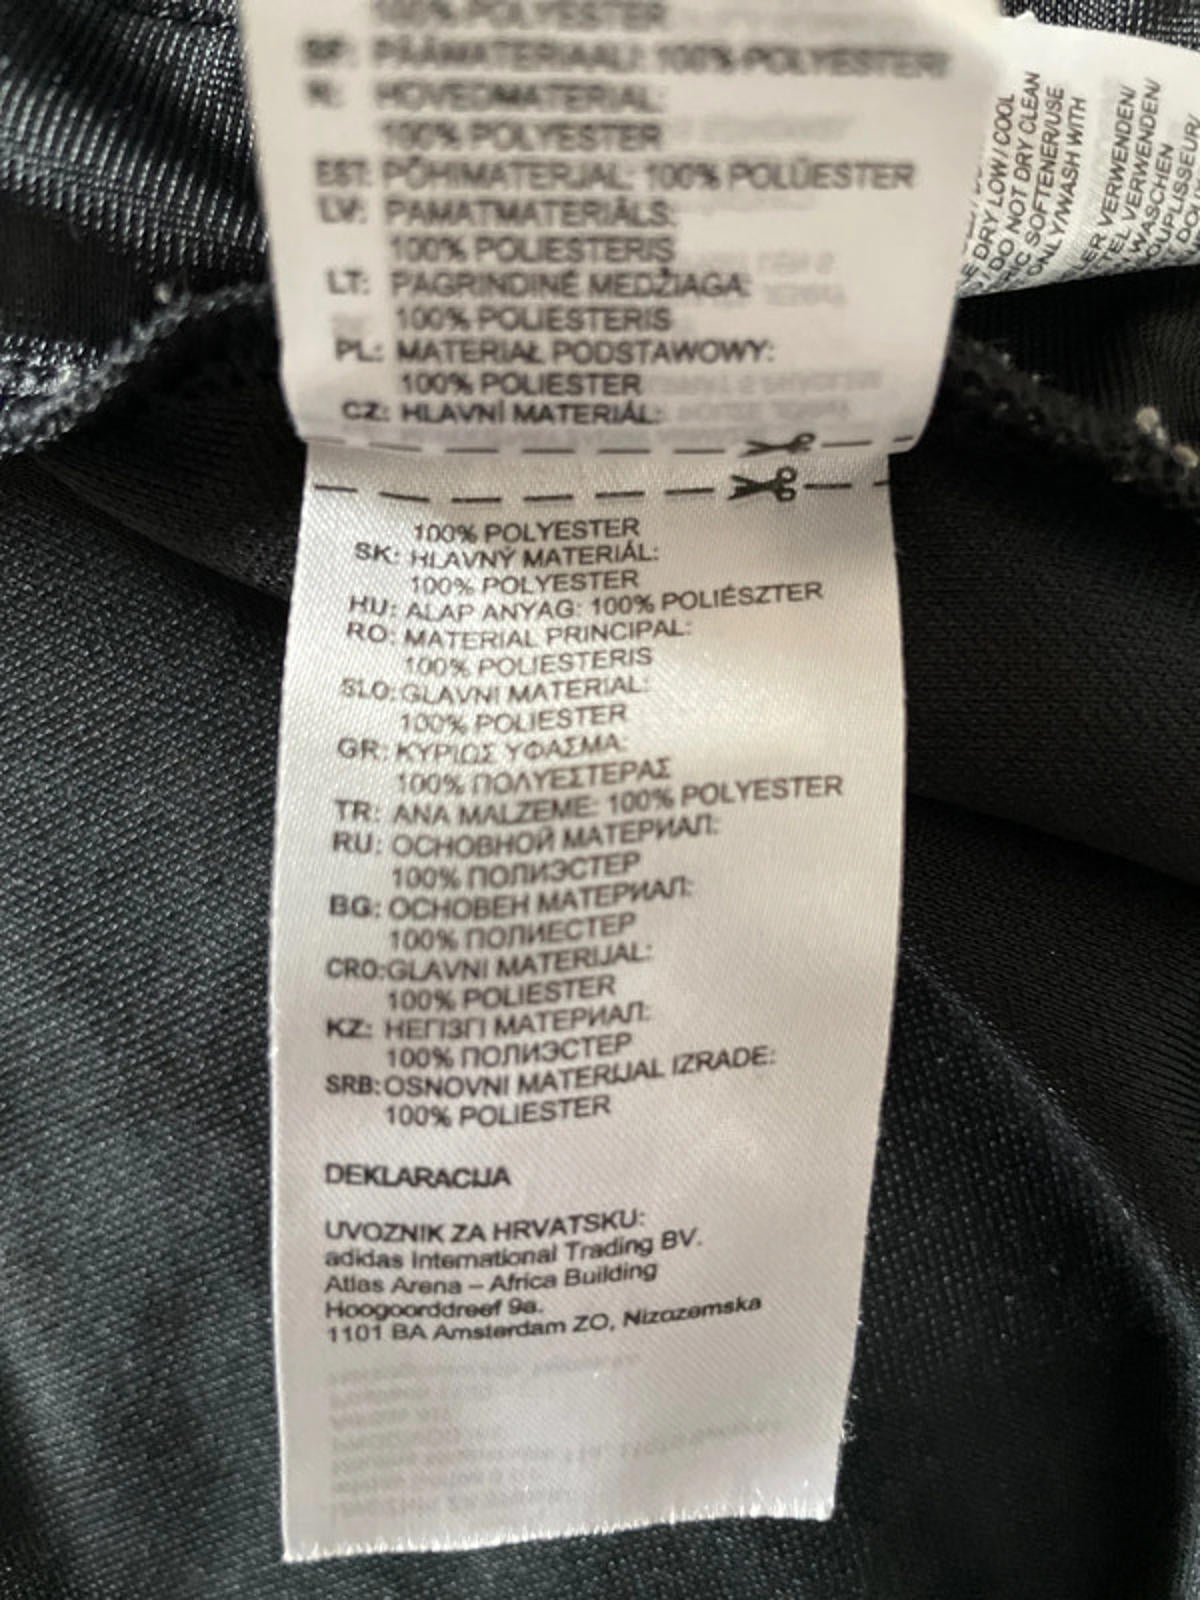 100% POLYESTER
SF: PÄÄMATERIAALI: 100% POLYESTERI
N: HOVEDMATERIAL:
100% POLYESTER
EST: PÕHIMATERJAL: 100% POLÜESTER
LV: PAMATMATERIĀLS:
100% POLIESTERIS
LT: PAGRINDINĖ MEDŽIAGA:
100% POLIESTERIS
PL: MATERIAŁ PODSTAWOWY:
100% POLIESTER
CZ: HLAVNÍ MATERIÁL:
100% POLYESTER
SK: HLAVNÝ MATERIÁL:
100% POLYESTER
HU: ALAP ANYAG: 100% POLIÉSZTER
RO: MATERIAL PRINCIPAL:
100% POLIESTERIS
SLO: GLAVNI MATERIAL:
100% POLIESTER
GR: ΚΥΡΙΩΣ ΥΦΑΣΜΑ:
100% ΠΟΛΥΕΣΤΕΡΑΣ
TR: ANA MALZEME: 100% POLYESTER
RU: ОСНОВНОЙ МАТЕРИАЛ:
100% ПОЛИЭСТЕР
BG: ОСНОВЕН МАТЕРИАЛ:
100% ПОЛИЕСТЕР
CRO: GLAVNI MATERIJAL:
100% POLIESTER
KZ: НЕГІЗГІ МАТЕРИАЛ:
100% ПОЛИЭСТЕР
SRB: OSNOVNI MATERIJAL IZRADE:
100% POLIESTER
DEKLARACIJA
UVOZNIK ZA HRVATSKU:
adidas International Trading BV.
Atlas Arena – Africa Building
Hoogoorddreef 9a.
1101 BA Amsterdam ZO, Nizozemska
DRY LOW/ COOL
DO NOT DRY CLEAN
SOFTENER/USE
ONLY/WASH WITH
VERWENDEN/
VERWENDEN/
WASCHEN